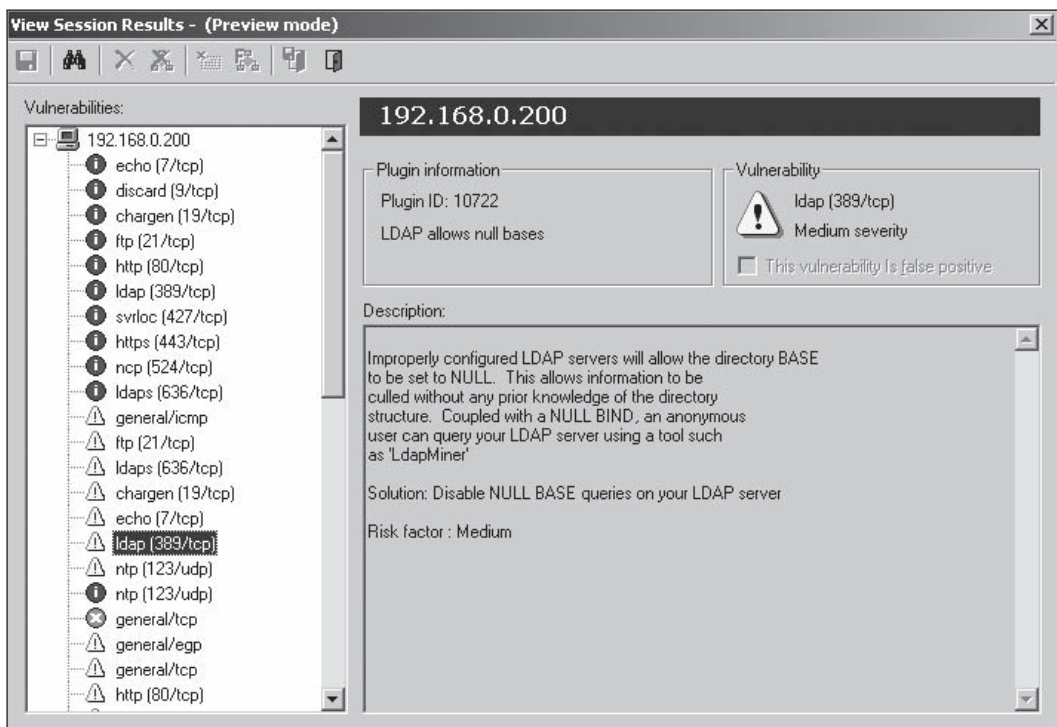 View Session Results - (Preview mode)
Vulnerabilities:
192.168.0.200
echo (7/tcp)
discard (9/tcp)
chargen (19/tcp)
ftp (21/tcp)
http (80/tcp)
ldap (389/tcp)
svrloc (427/tcp)
https (443/tcp)
ncp (524/tcp)
ldaps (636/tcp)
general/icmp
ftp (21/tcp)
ldaps (636/tcp)
chargen (19/tcp)
echo (7/tcp)
ldap (389/tcp)
ntp (123/udp)
ntp (123/udp)
general/tcp
general/egp
general/tcp
http (80/tcp)
192.168.0.200
Plugin information
Plugin ID: 10722
LDAP allows null bases
Vulnerability
ldap (389/tcp)
Medium severity
This vulnerability Is false positive
Description:
Improperly configured LDAP servers will allow the directory BASE
to be set to NULL. This allows information to be
culled without any prior knowledge of the directory
structure. Coupled with a NULL BIND, an anonymous
user can query your LDAP server using a tool such
as 'LdapMiner'
Solution: Disable NULL BASE queries on your LDAP server
Risk factor : Medium